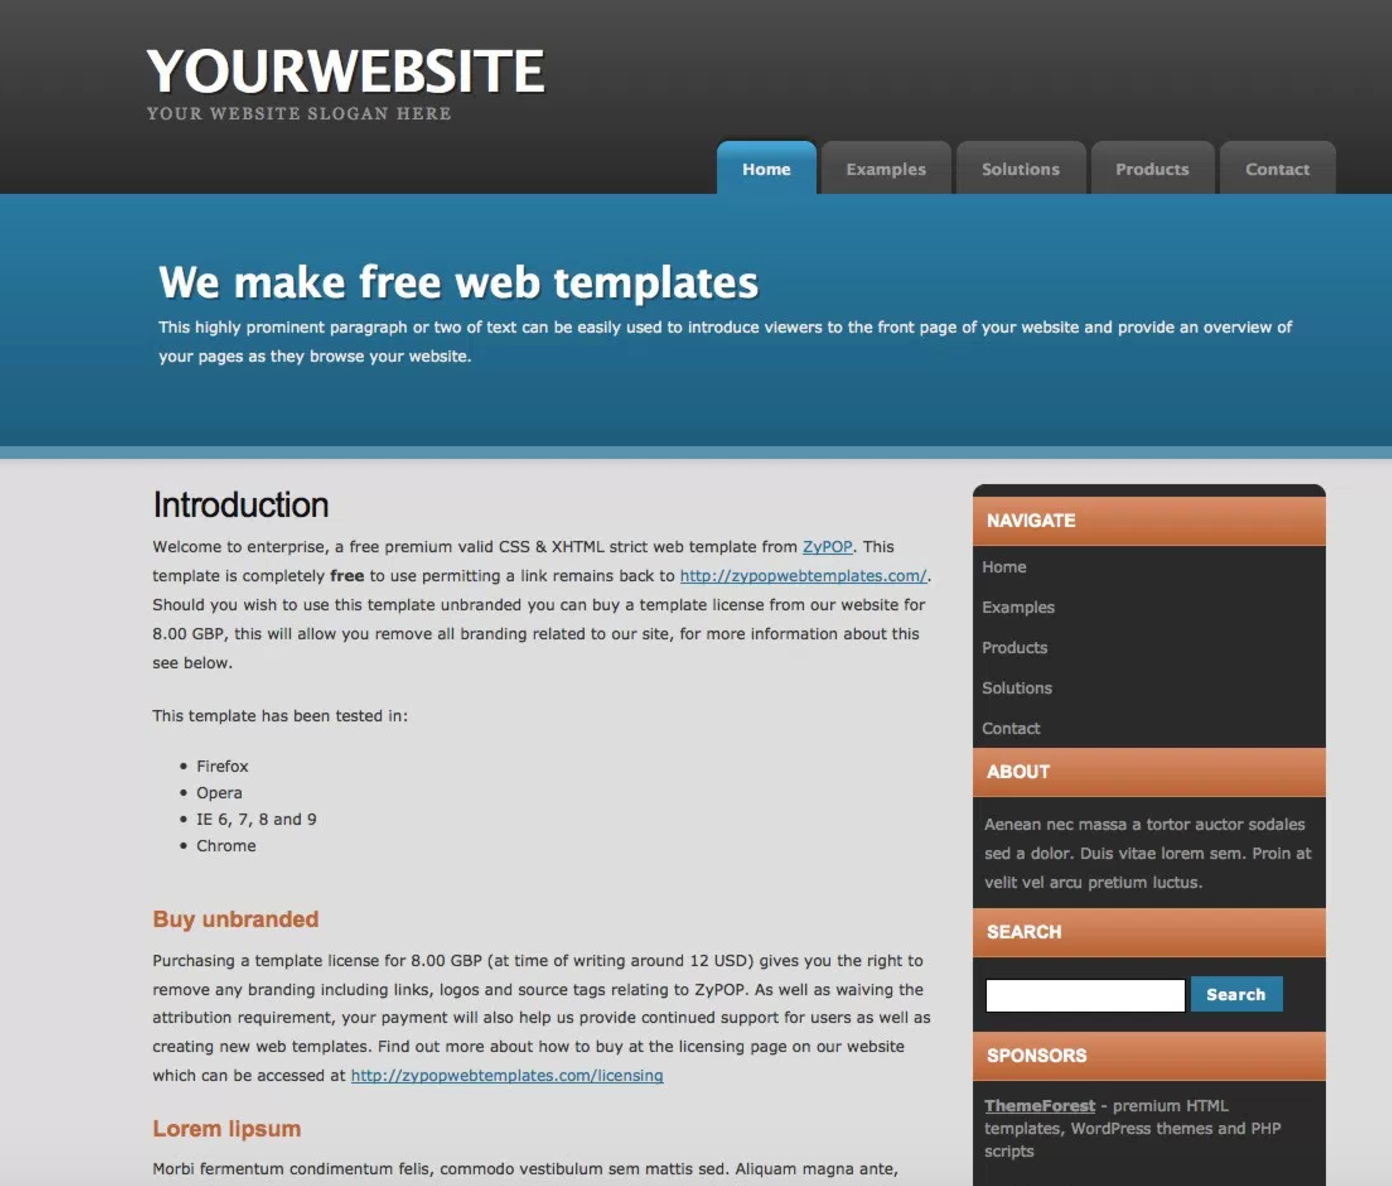 YOURWEBSITE
YOUR WEBSITE SLOGAN HERE
Home
Examples
Solutions
Products
Contact
We make free web templates
This highly prominent paragraph or two of text can be easily used to introduce viewers to the front page of your website and provide an overview of
your pages as they browse your website.
Introduction
Welcome to enterprise, a free premium valid CSS & XHTML strict web template from ZyPOP. This
template is completely free to use permitting a link remains back to http://zypopwebtemplates.com/.
Should you wish to use this template unbranded you can buy a template license from our website for
8.00 GBP, this will allow you remove all branding related to our site, for more information about this
see below.
This template has been tested in:
• Firefox
• Opera
• IE 6, 7, 8 and 9
• Chrome
Buy unbranded
Purchasing a template license for 8.00 GBP (at time of writing around 12 USD) gives you the right to
remove any branding including links, logos and source tags relating to ZyPOP. As well as waiving the
attribution requirement, your payment will also help us provide continued support for users as well as
creating new web templates. Find out more about how to buy at the licensing page on our website
which can be accessed at http://zypopwebtemplates.com/licensing
Lorem lipsum
Morbi fermentum condimentum felis, commodo vestibulum sem mattis sed. Aliquam magna ante,
NAVIGATE
Home
Examples
Products
Solutions
Contact
ABOUT
Aenean nec massa a tortor auctor sodales
sed a dolor. Duis vitae lorem sem. Proin at
velit vel arcu pretium luctus.
SEARCH
Search
SPONSORS
ThemeForest - premium HTML
templates, WordPress themes and PHP
scripts